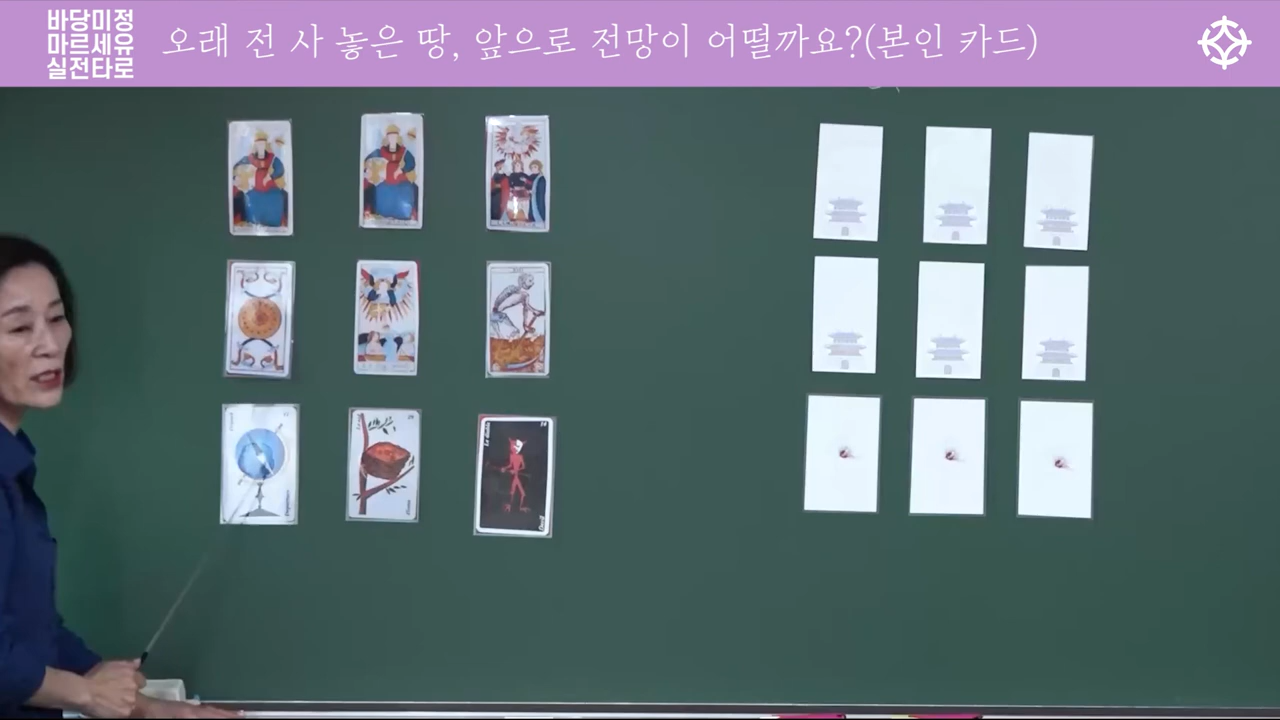 바당미정
마르세유
실전타로
오래 전 사 놓은 땅, 앞으로 전망이 어떨까요?(본인 카드)